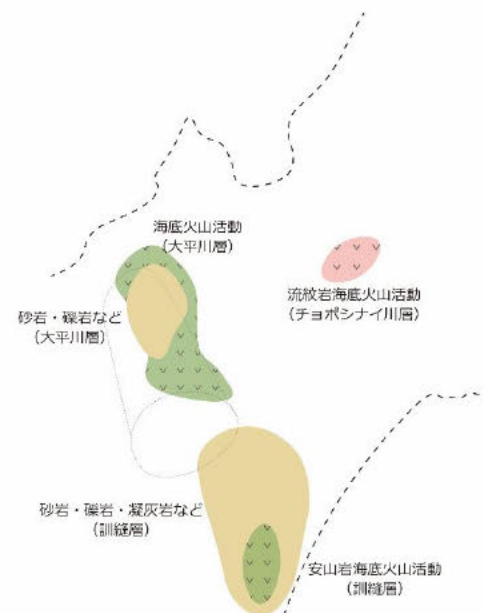 海底火山活動
（大平川層）
流紋岩海底火山活動
（チョポシナイ川層）
砂岩・礫岩など
（大平川層）
砂岩・礫岩・凝灰岩など
（訓縫層）
安山岩海底火山活動
（訓縫層）